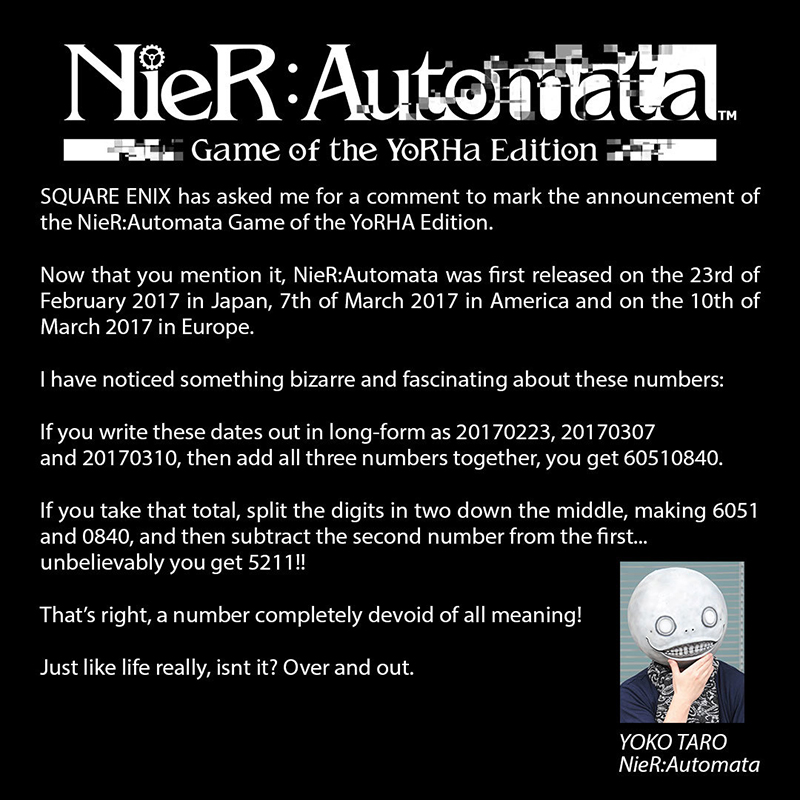 NieR:Automata™
Game of the YoRHa Edition
SQUARE ENIX has asked me for a comment to mark the announcement of
the NieR:Automata Game of the YoRHA Edition.
Now that you mention it, NieR:Automata was first released on the 23rd of
February 2017 in Japan, 7th of March 2017 in America and on the 10th of
March 2017 in Europe.
I have noticed something bizarre and fascinating about these numbers:
If you write these dates out in long-form as 20170223, 20170307
and 20170310, then add all three numbers together, you get 60510840.
If you take that total, split the digits in two down the middle, making 6051
and 0840, and then subtract the second number from the first...
unbelievably you get 5211!!
That's right, a number completely devoid of all meaning!
Just like life really, isnt it? Over and out.
YOKO TARO
NieR:Automata